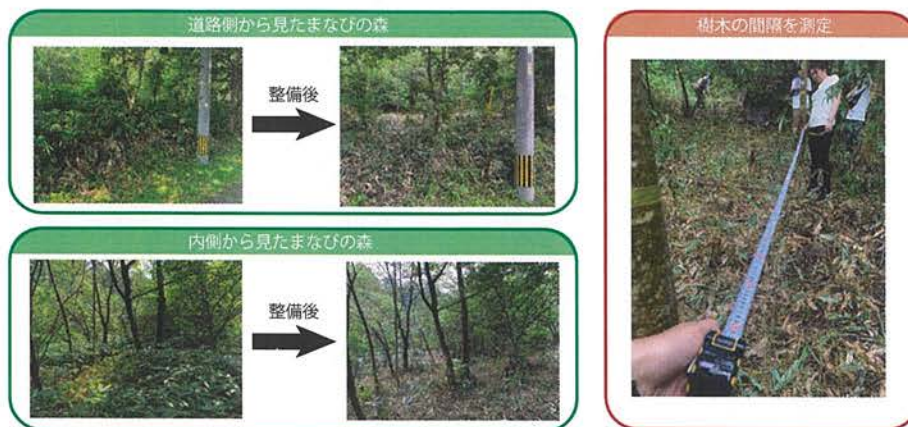 道路側から見たまなびの森
整備後
内側から見たまなびの森
整備後
樹木の間隔を測定